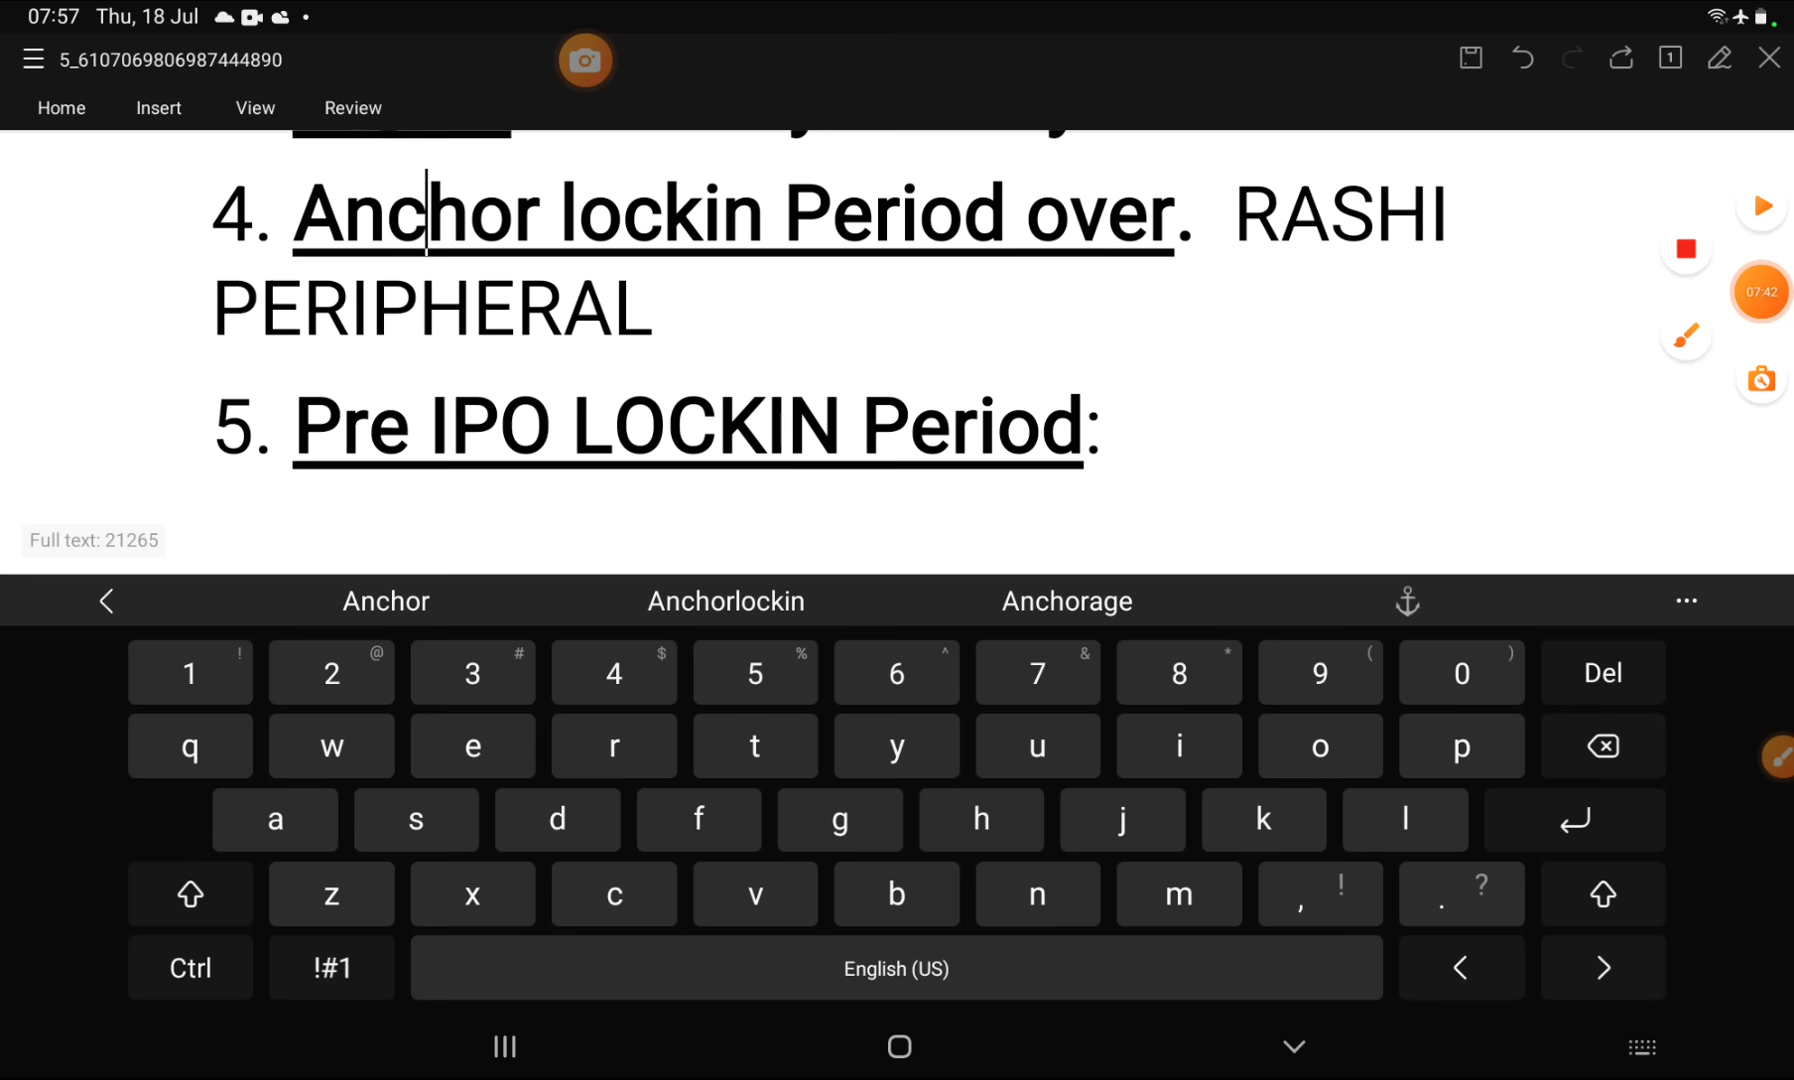 07:57 Thu, 18 Jul
5_6107069806987444890
1
Home Insert View Review
4. Anchor lockin Period over. RASHI
PERIPHERAL
5. Pre IPO LOCKIN Period:
07:42
Full text: 21265
Anchor Anchorlockin Anchorage ...
1 ! 2 @ 3 # 4 $ 5 % 6 ^ 7 & 8 * 9 ( 0 ) Del
q w e r t y u i o p
a s d f g h j k l
z x c v b n m , ! . ?
Ctrl !#1 English (US) < >